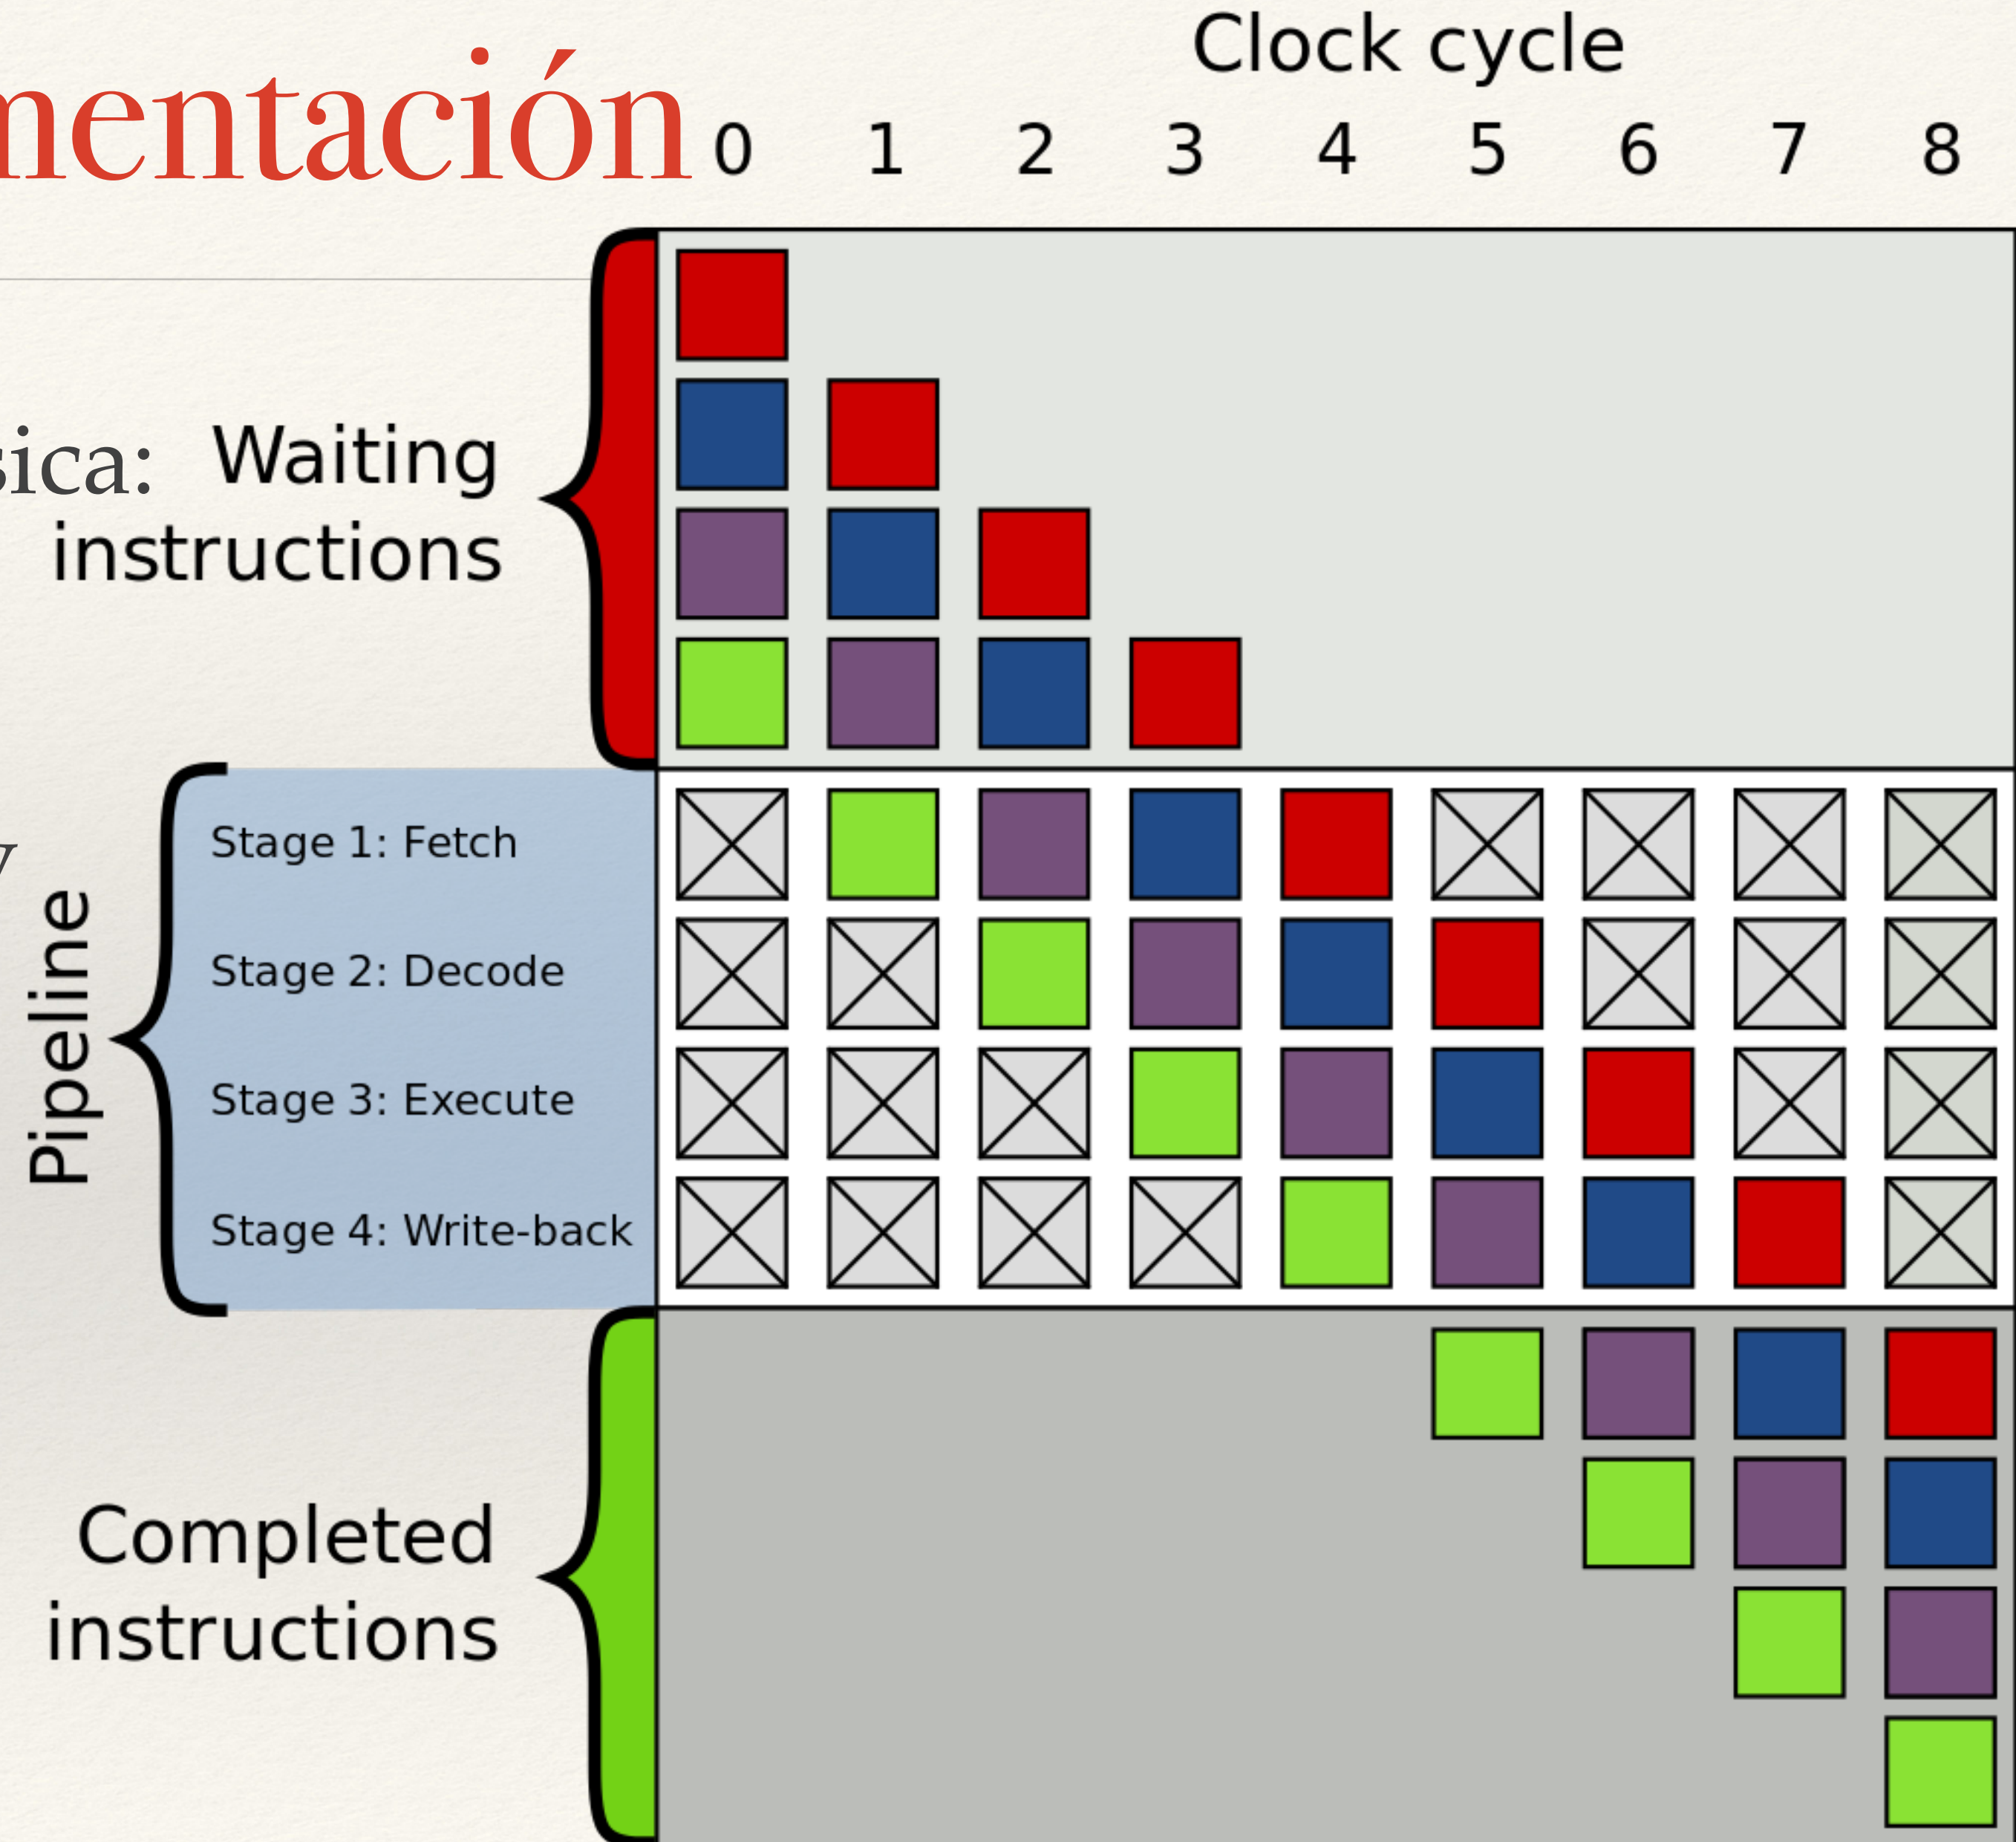 Clock cycle
mentación
0 1 2 3 4 5 6 7 8
sica:
Waiting
instructions
Pipeline
y
Stage 1: Fetch
Stage 2: Decode
Stage 3: Execute
Stage 4: Write-back
Completed
instructions